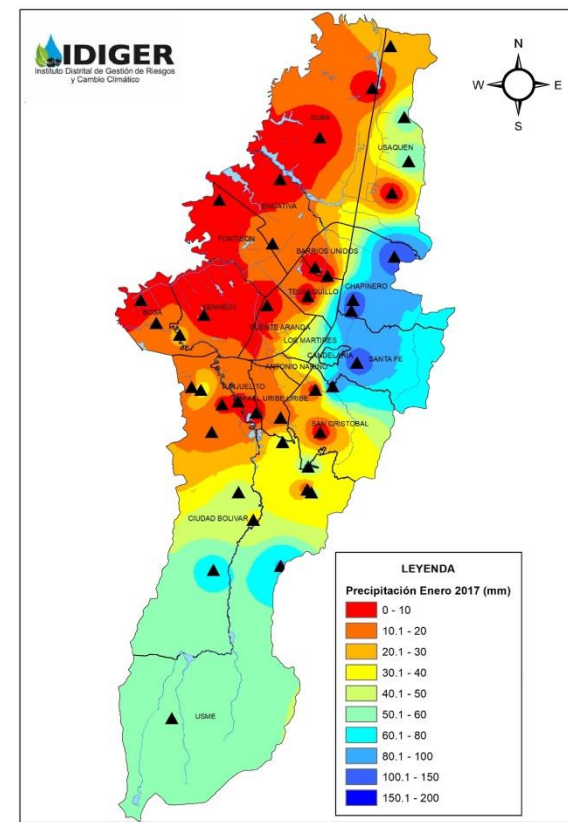 IDIGER
Instituto Distrital de Gestión de Riesgos
y Cambio Climático
N
W E
S
SUBA
USAQUEN
ENGATIVA
FONTIBON
BARRIOS UNIDOS
TEUSAQUILLO
CHAPINERO
KENNEDY
BOSA
PUENTE ARANDA
LOS MARTIRES
CANDELARIA
SANTA FE
ANTONIO NARIÑO
TUNJUELITO
RAFAEL URIBE URIBE
SAN CRISTOBAL
CIUDAD BOLIVAR
USME
LEYENDA
Precipitación Enero 2017 (mm)
0 - 10
10.1 - 20
20.1 - 30
30.1 - 40
40.1 - 50
50.1 - 60
60.1 - 80
80.1 - 100
100.1 - 150
150.1 - 200